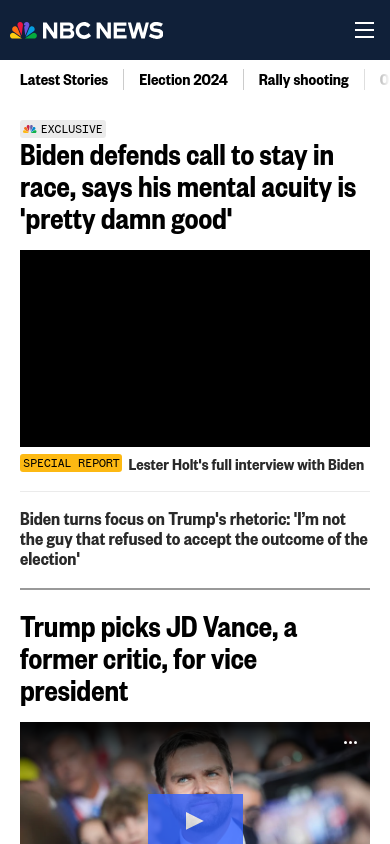 NBC NEWS
Latest Stories
Election 2024
Rally shooting
EXCLUSIVE
Biden defends call to stay in
race, says his mental acuity is
'pretty damn good'
SPECIAL REPORT Lester Holt's full interview with Biden
Biden turns focus on Trump's rhetoric: 'I’m not
the guy that refused to accept the outcome of the
election'
Trump picks JD Vance, a
former critic, for vice
president